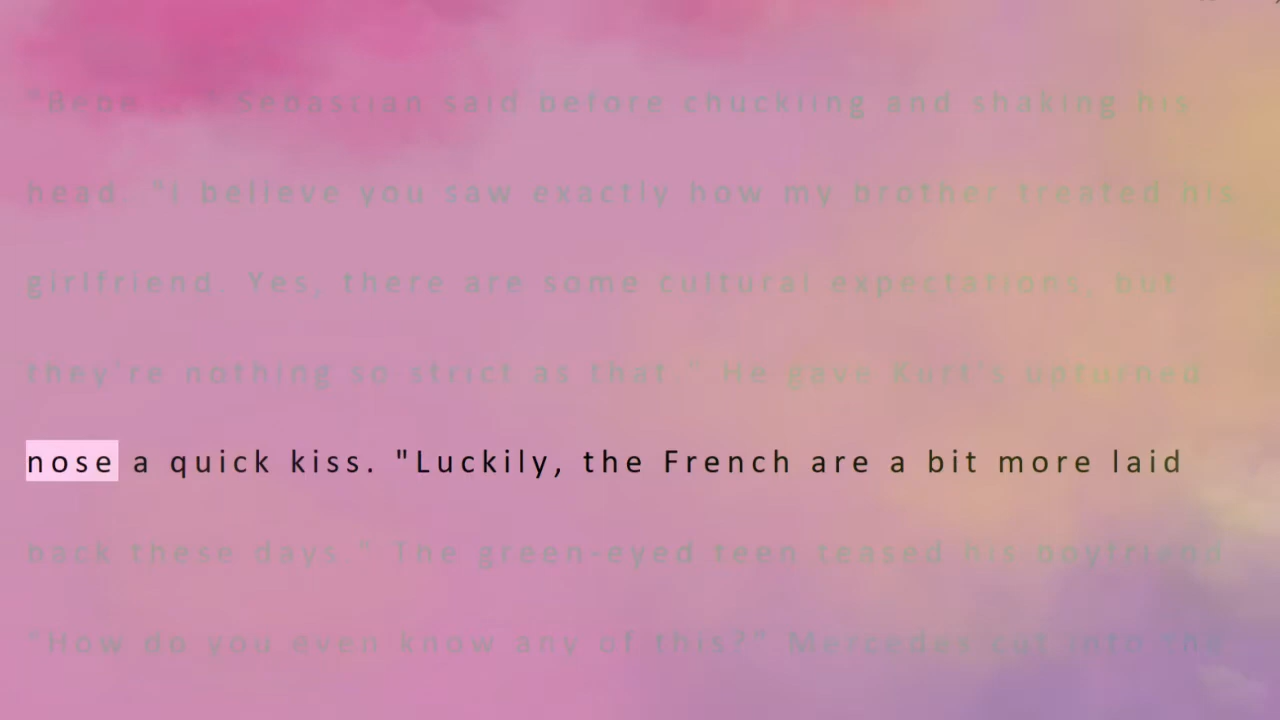 "Bebe . . ." Sebastian said before chuckling and shaking his
head. "I believe you saw exactly how my brother treated his
girlfriend. Yes, there are some cultural expectations, but
they're nothing so strict as that." He gave Kurt's upturned
nose a quick kiss. "Luckily, the French are a bit more laid
back these days." The green-eyed teen teased his boyfriend.
"How do you even know any of this?" Mercedes cut into the